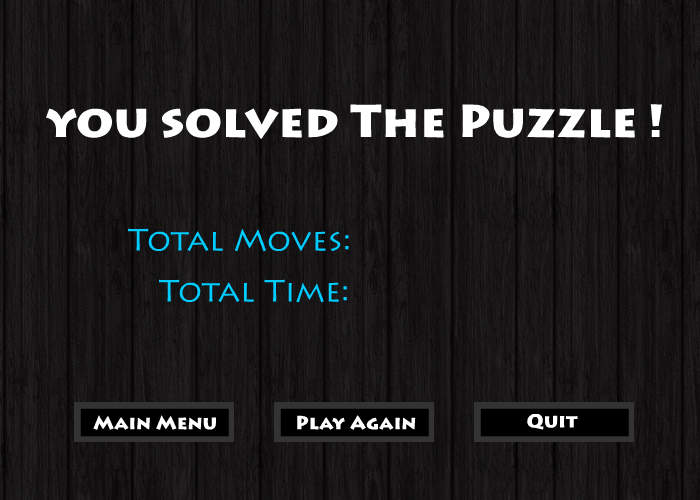 YOU SOLVED THE PUZZLE !
TOTAL MOVES:
TOTAL TIME:
MAIN MENU
PLAY AGAIN
QUIT